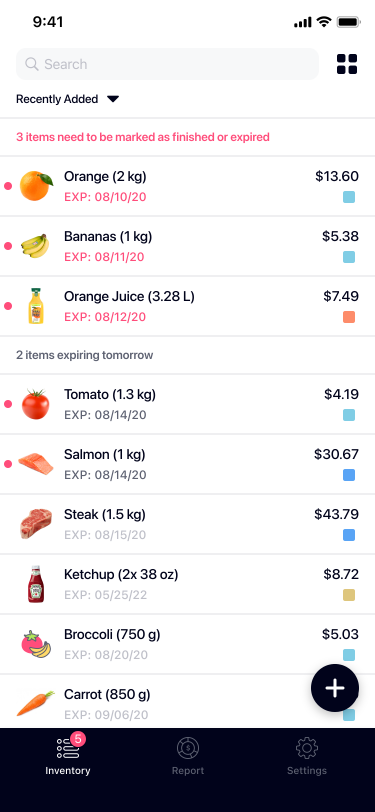 9:41
Search
Recently Added
3 items need to be marked as finished or expired
Orange (2 kg)
$13.60
EXP: 08/10/20
Bananas (1 kg)
$5.38
EXP: 08/11/20
Orange Juice (3.28 L)
$7.49
EXP: 08/12/20
2 items expiring tomorrow
Tomato (1.3 kg)
$4.19
EXP: 08/14/20
Salmon (1 kg)
$30.67
EXP: 08/14/20
Steak (1.5 kg)
$43.79
EXP: 08/15/20
Ketchup (2x 38 oz)
$8.72
EXP: 05/25/22
Broccoli (750 g)
$5.03
EXP: 08/20/20
Carrot (850 g)
EXP: 09/06/20
5
Inventory
Report
Settings